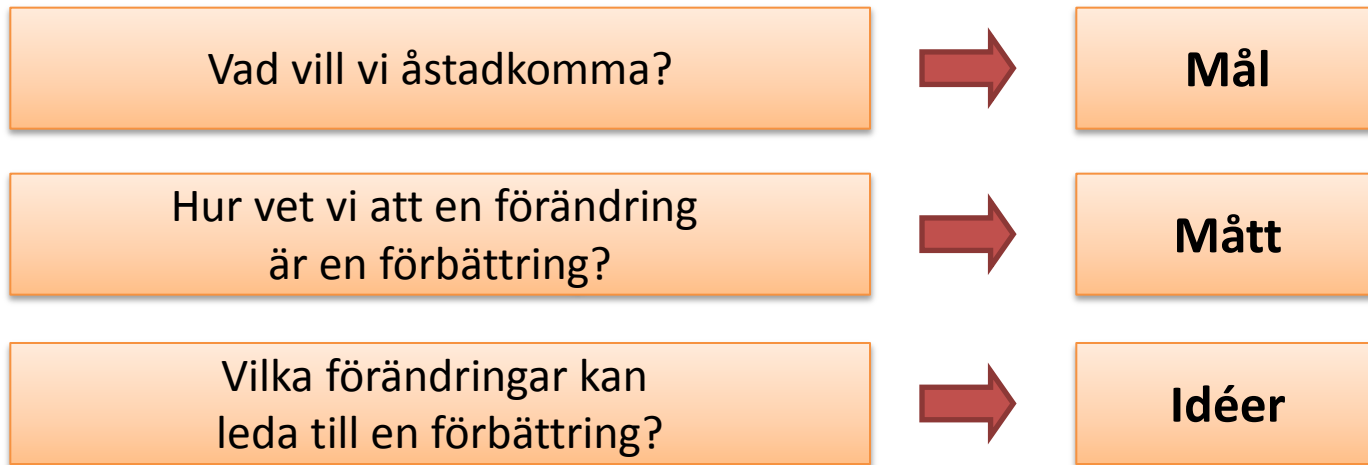 Vad vill vi åstadkomma?
Mål
Hur vet vi att en förändring
är en förbättring?
Mått
Vilka förändringar kan
leda till en förbättring?
Idéer